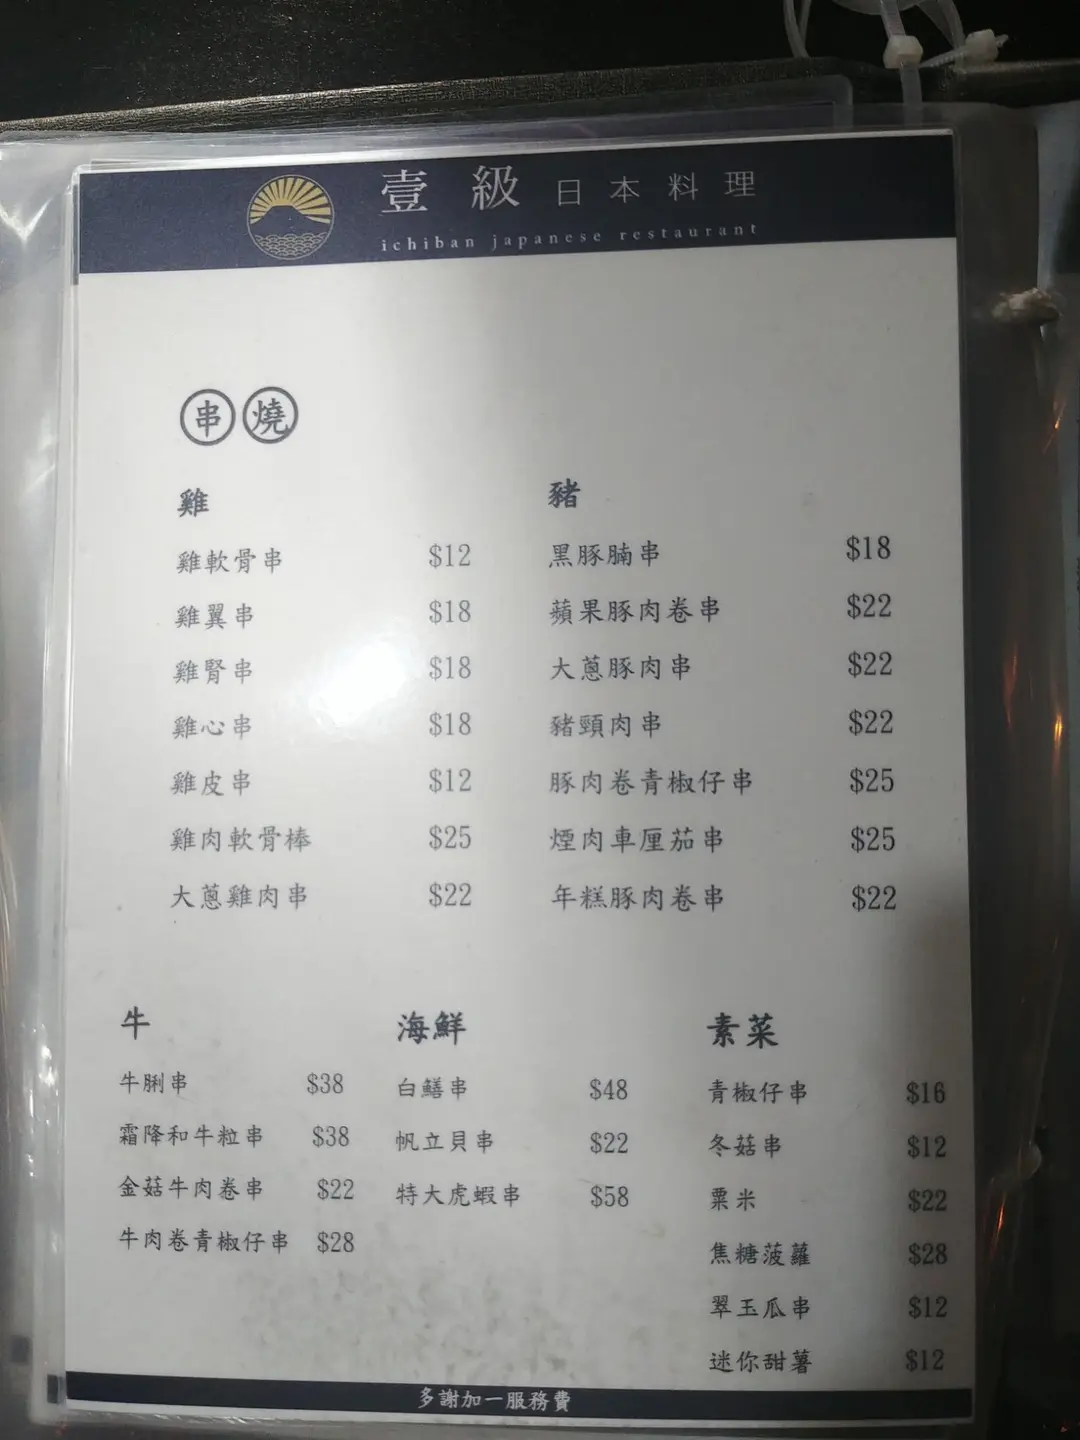 壹級日本料理
ichiban japanese restaurant
串燒
雞
雞軟骨串 $12
雞翼串 $18
雞腎串 $18
雞心串 $18
雞皮串 $12
雞肉軟骨棒 $25
大蔥雞肉串 $22
豬
黑豚腩串 $18
蘋果豚肉卷串 $22
大蔥豚肉串 $22
豬頸肉串 $22
豚肉卷青椒仔串 $25
煙肉車厘茄串 $25
年糕豚肉卷串 $22
牛
牛脷串 $38
霜降和牛粒串 $38
金菇牛肉卷串 $22
牛肉卷青椒仔串 $28
海鮮
白鱔串 $48
帆立貝串 $22
特大虎蝦串 $58
素菜
青椒仔串 $16
冬菇串 $12
粟米 $22
焦糖菠蘿 $28
翠玉瓜串 $12
迷你甜薯 $12
多謝加一服務費